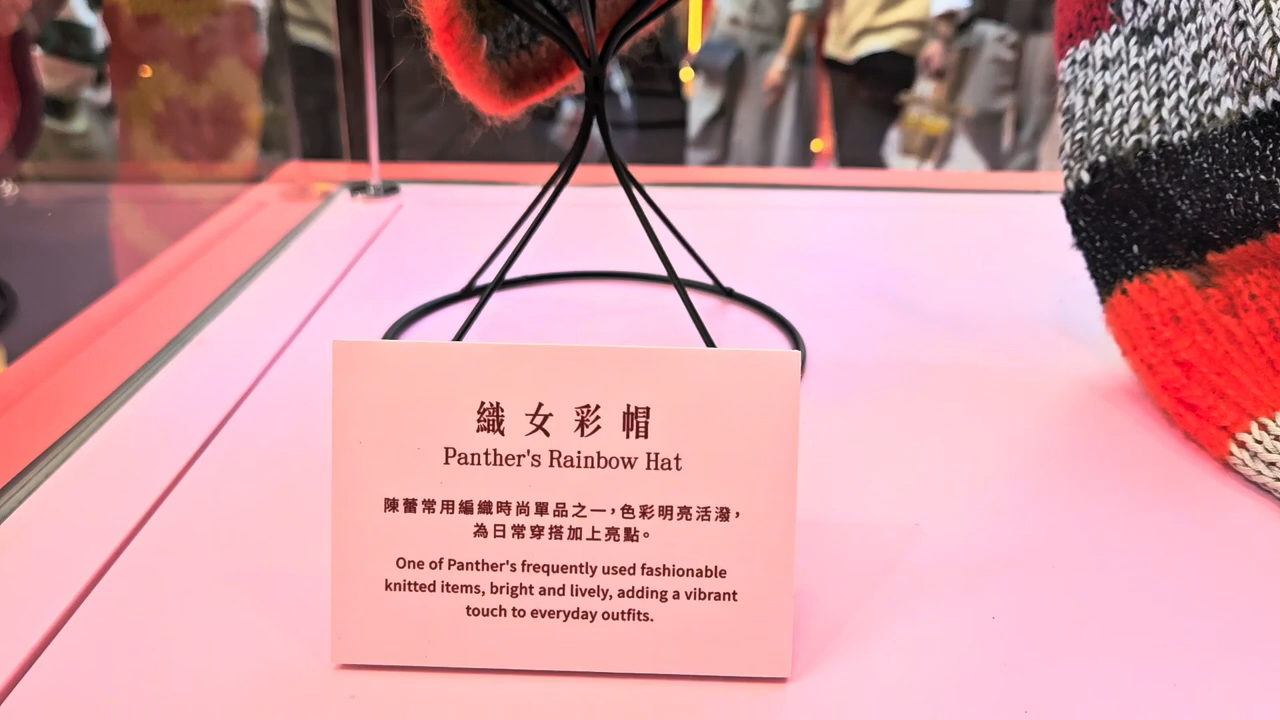 織女彩帽
Panther's Rainbow Hat
陳蕾常用編織時尚單品之一，色彩明亮活潑，
為日常穿搭加上亮點。
One of Panther's frequently used fashionable
knitted items, bright and lively, adding a vibrant
touch to everyday outfits.